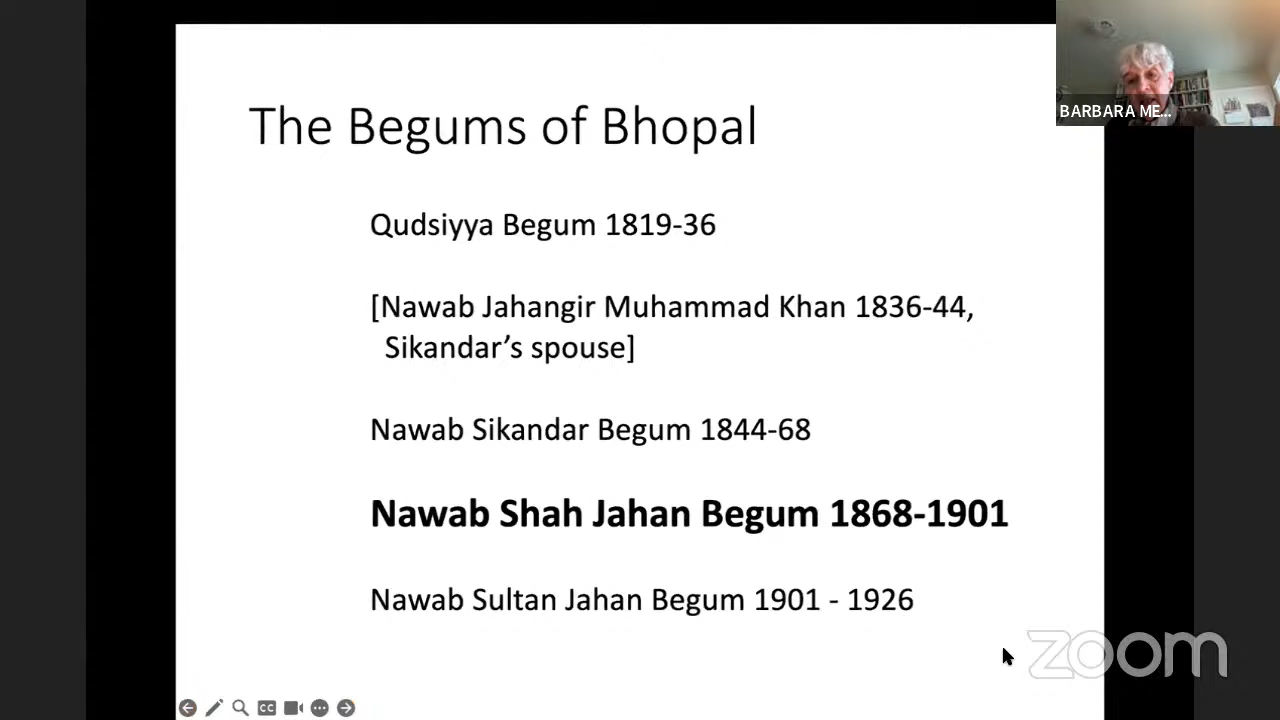 The Begums of Bhopal
BARBARA ME...
Qudsiyya Begum 1819-36
[Nawab Jahangir Muhammad Khan 1836-44,
Sikandar’s spouse]
Nawab Sikandar Begum 1844-68
Nawab Shah Jahan Begum 1868-1901
Nawab Sultan Jahan Begum 1901 - 1926
zoom
CC